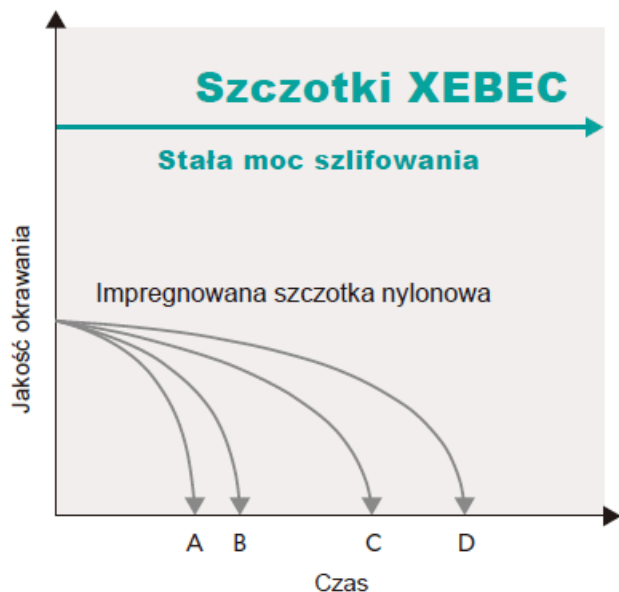 Szczotki XEBEC
Stała moc szlifowania
Jakość okrawania
Impregnowana szczotka nylonowa
A B C D
Czas